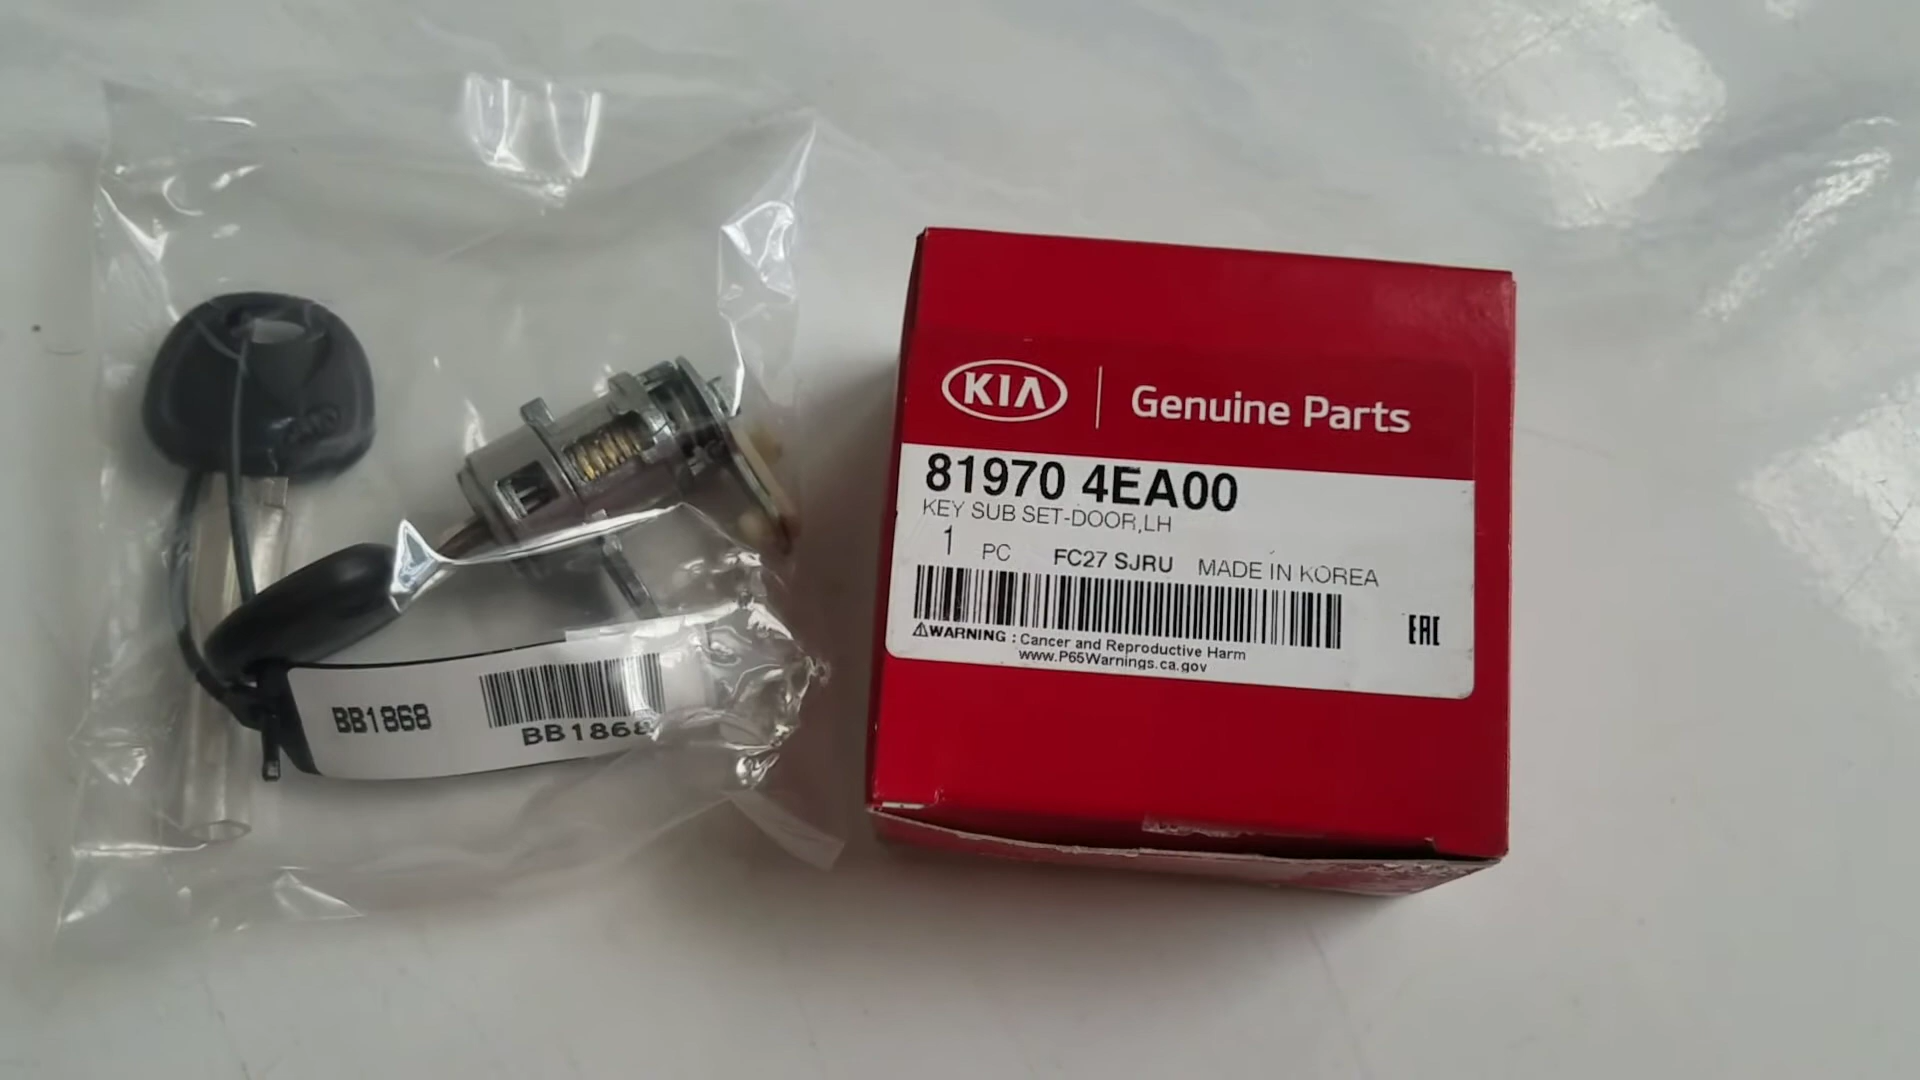 KIA
Genuine Parts
81970 4EA00
KEY SUB SET-DOOR,LH
1 PC FC27 SJRU MADE IN KOREA
WARNING : Cancer and Reproductive Harm
www.P65Warnings.ca.gov
EAC
BB1868
BB1868